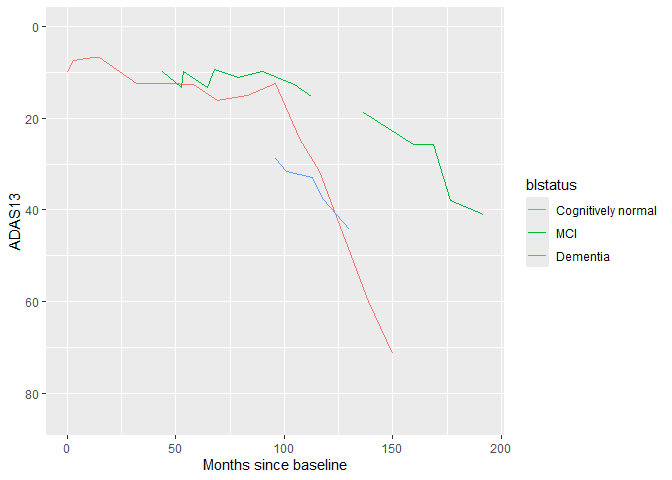 0
20
40
60
80
ADAS13
0
50
100
150
200
Months since baseline
blstatus
Cognitively normal
MCI
Dementia